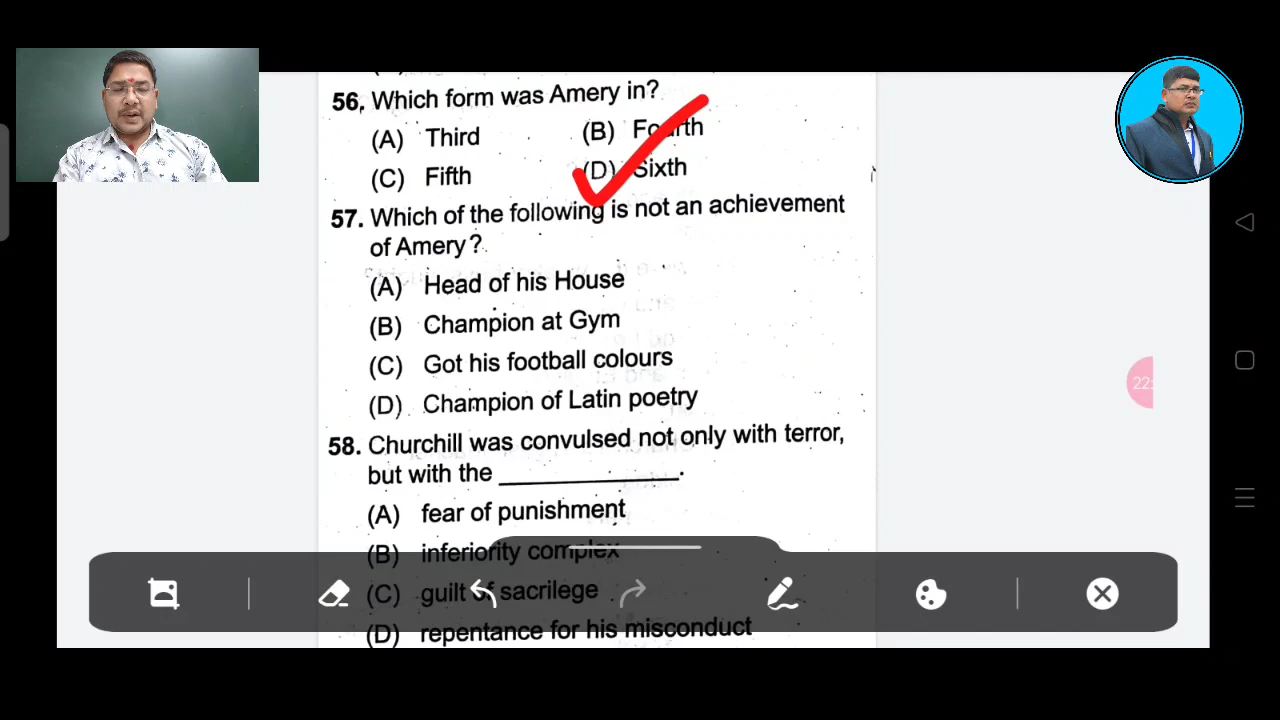 56. Which form was Amery in?
(A) Third (B) Fourth
(C) Fifth (D) Sixth
57. Which of the following is not an achievement
of Amery?
(A) Head of his House
(B) Champion at Gym
(C) Got his football colours
(D) Champion of Latin poetry
58. Churchill was convulsed not only with terror,
but with the ____________.
(A) fear of punishment
(B) inferiority complex
(C) guilt of sacrilege
(D) repentance for his misconduct
22: